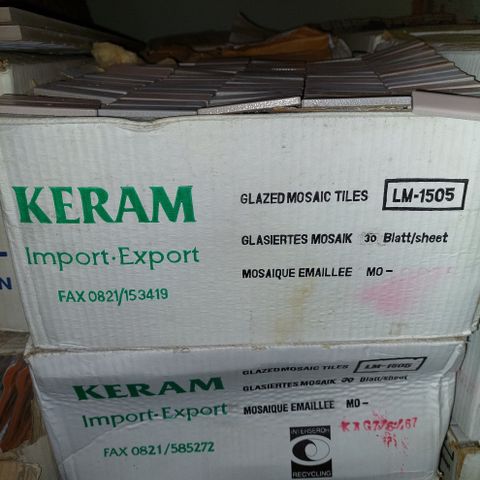 KERAM
Import·Export
FAX 0821/153419
GLAZED MOSAIC TILES LM-1505
GLASIERTES MOSAIK 30 Blatt/sheet
MOSAIQUE EMAILLEE MO-
KERAM
Import·Export
FAX 0821/585272
GLAZED MOSAIC TILES LM-1505
GLASIERTES MOSAIK 30 Blatt/sheet
MOSAIQUE EMAILLEE MO-
INTERSEROH
RECYCLING